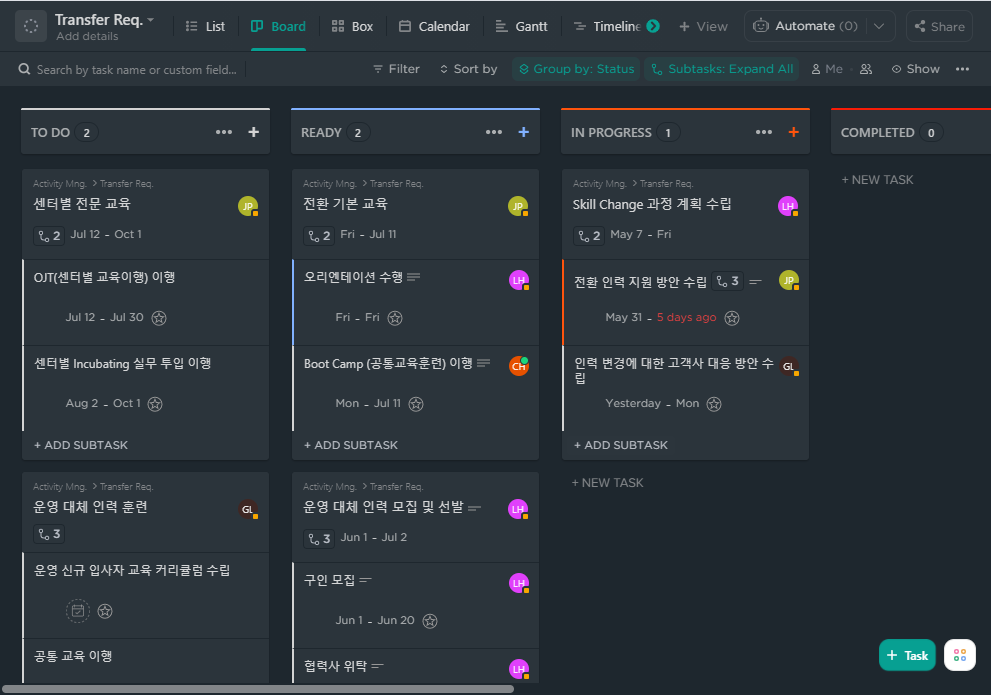 Transfer Req.
Add details
List
Board
Box
Calendar
Gantt
Timeline
+ View
Automate (0)
Share
Search by task name or custom field...
Filter
Sort by
Group by: Status
Subtasks: Expand All
Me
Show
TO DO 2
Activity Mng. > Transfer Req.
센터별 전문 교육
JP
2 Jul 12 - Oct 1
OJT(센터별 교육이행) 이행
Jul 12 - Jul 30
센터별 Incubating 실무 투입 이행
Aug 2 - Oct 1
+ ADD SUBTASK
Activity Mng. > Transfer Req.
운영 대체 인력 훈련
GL
3
운영 신규 입사자 교육 커리큘럼 수립
공통 교육 이행
READY 2
Activity Mng. > Transfer Req.
전환 기본 교육
JP
2 Fri - Jul 11
오리엔테이션 수행
LH
Fri - Fri
Boot Camp (공통교육훈련) 이행
CH
Mon - Jul 11
+ ADD SUBTASK
Activity Mng. > Transfer Req.
운영 대체 인력 모집 및 선발
LH
3 Jun 1 - Jul 2
구인 모집
LH
Jun 1 - Jun 20
협력사 위탁
LH
IN PROGRESS 1
Activity Mng. > Transfer Req.
Skill Change 과정 계획 수립
LH
2 May 7 - Fri
전환 인력 지원 방안 수립 3
JP
May 31 - 5 days ago
인력 변경에 대한 고객사 대응 방안 수
립
GL
Yesterday - Mon
+ ADD SUBTASK
+ NEW TASK
COMPLETED 0
+ NEW TASK
+ Task